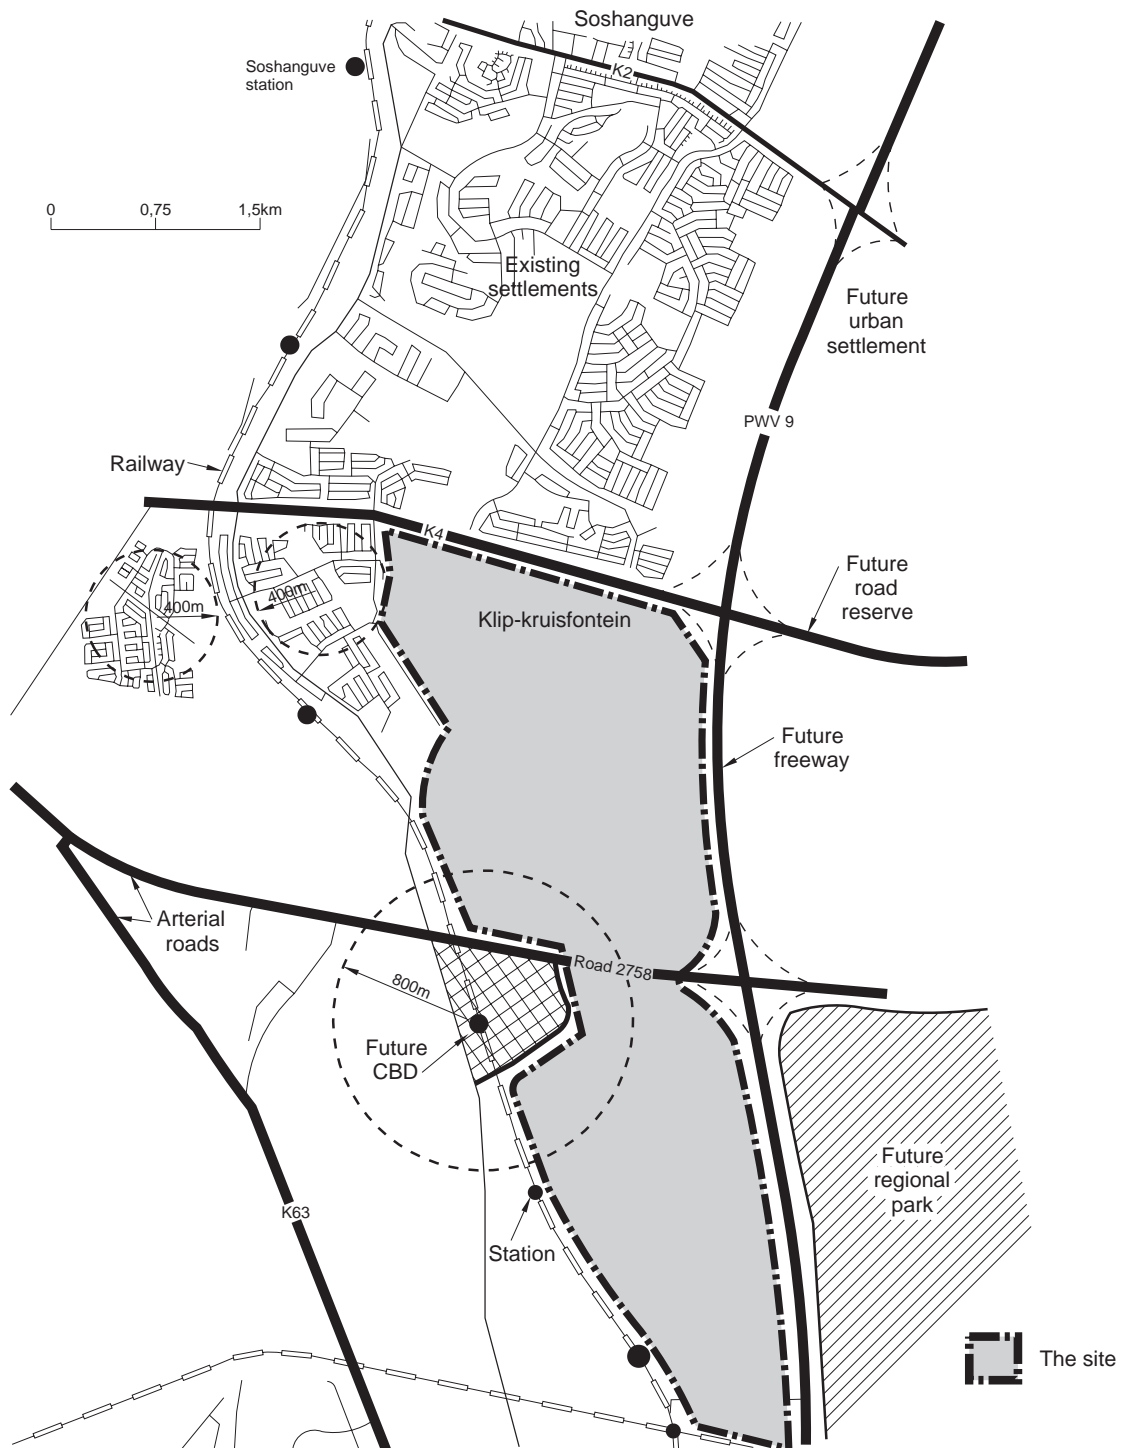 Soshanguve
Soshanguve
station
K2
0 0,75 1,5km
Existing
settlements
Future
urban
settlement
PWV 9
Railway
K4
400m
400m
Klip-kruisfontein
Future
road
reserve
Future
freeway
Arterial
roads
Road 2758
800m
Future
CBD
Future
regional
park
K63
Station
The site